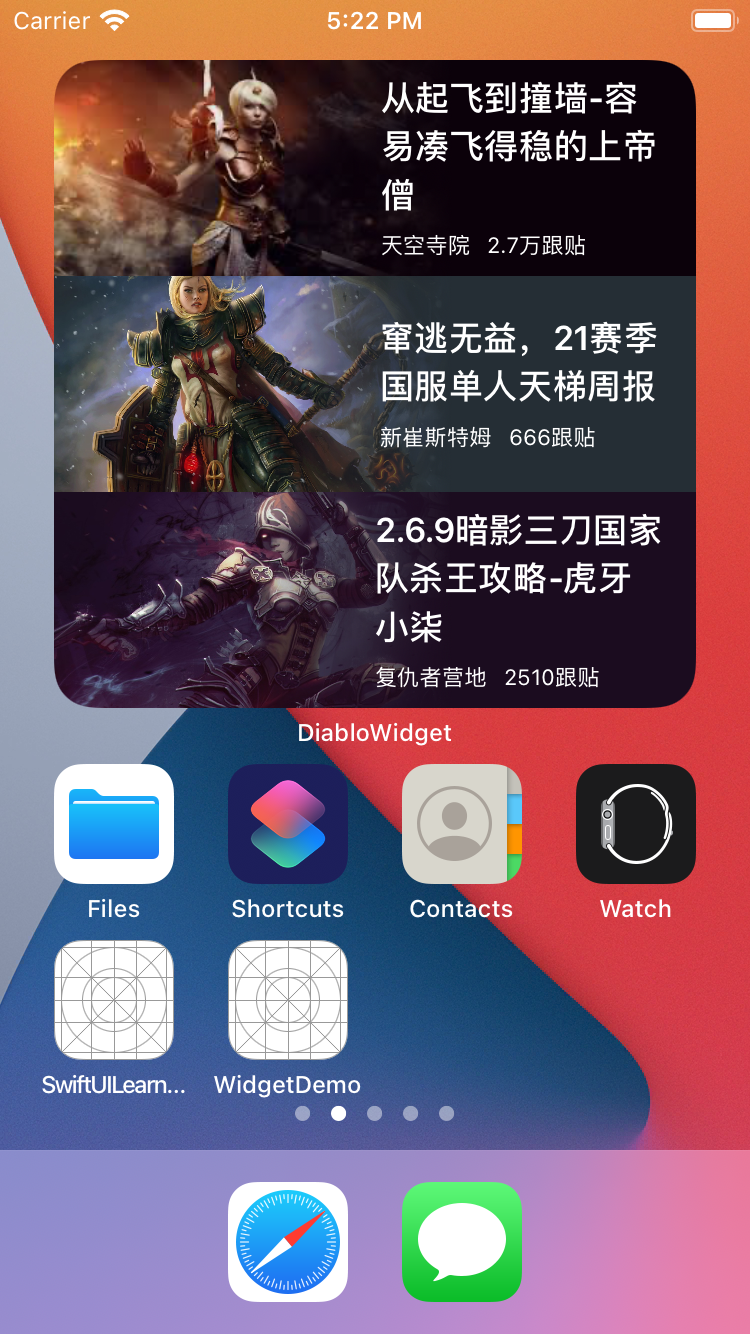 Carrier 5:22 PM
从起飞到撞墙-容
易凑飞得稳的上帝
僧
天空寺院 2.7万跟贴
窜逃无益，21赛季
国服单人天梯周报
新崔斯特姆 666跟贴
2.6.9暗影三刀国家
队杀王攻略-虎牙
小柒
复仇者营地 2510跟贴
DiabloWidget
Files Shortcuts Contacts Watch
SwiftUILearn... WidgetDemo